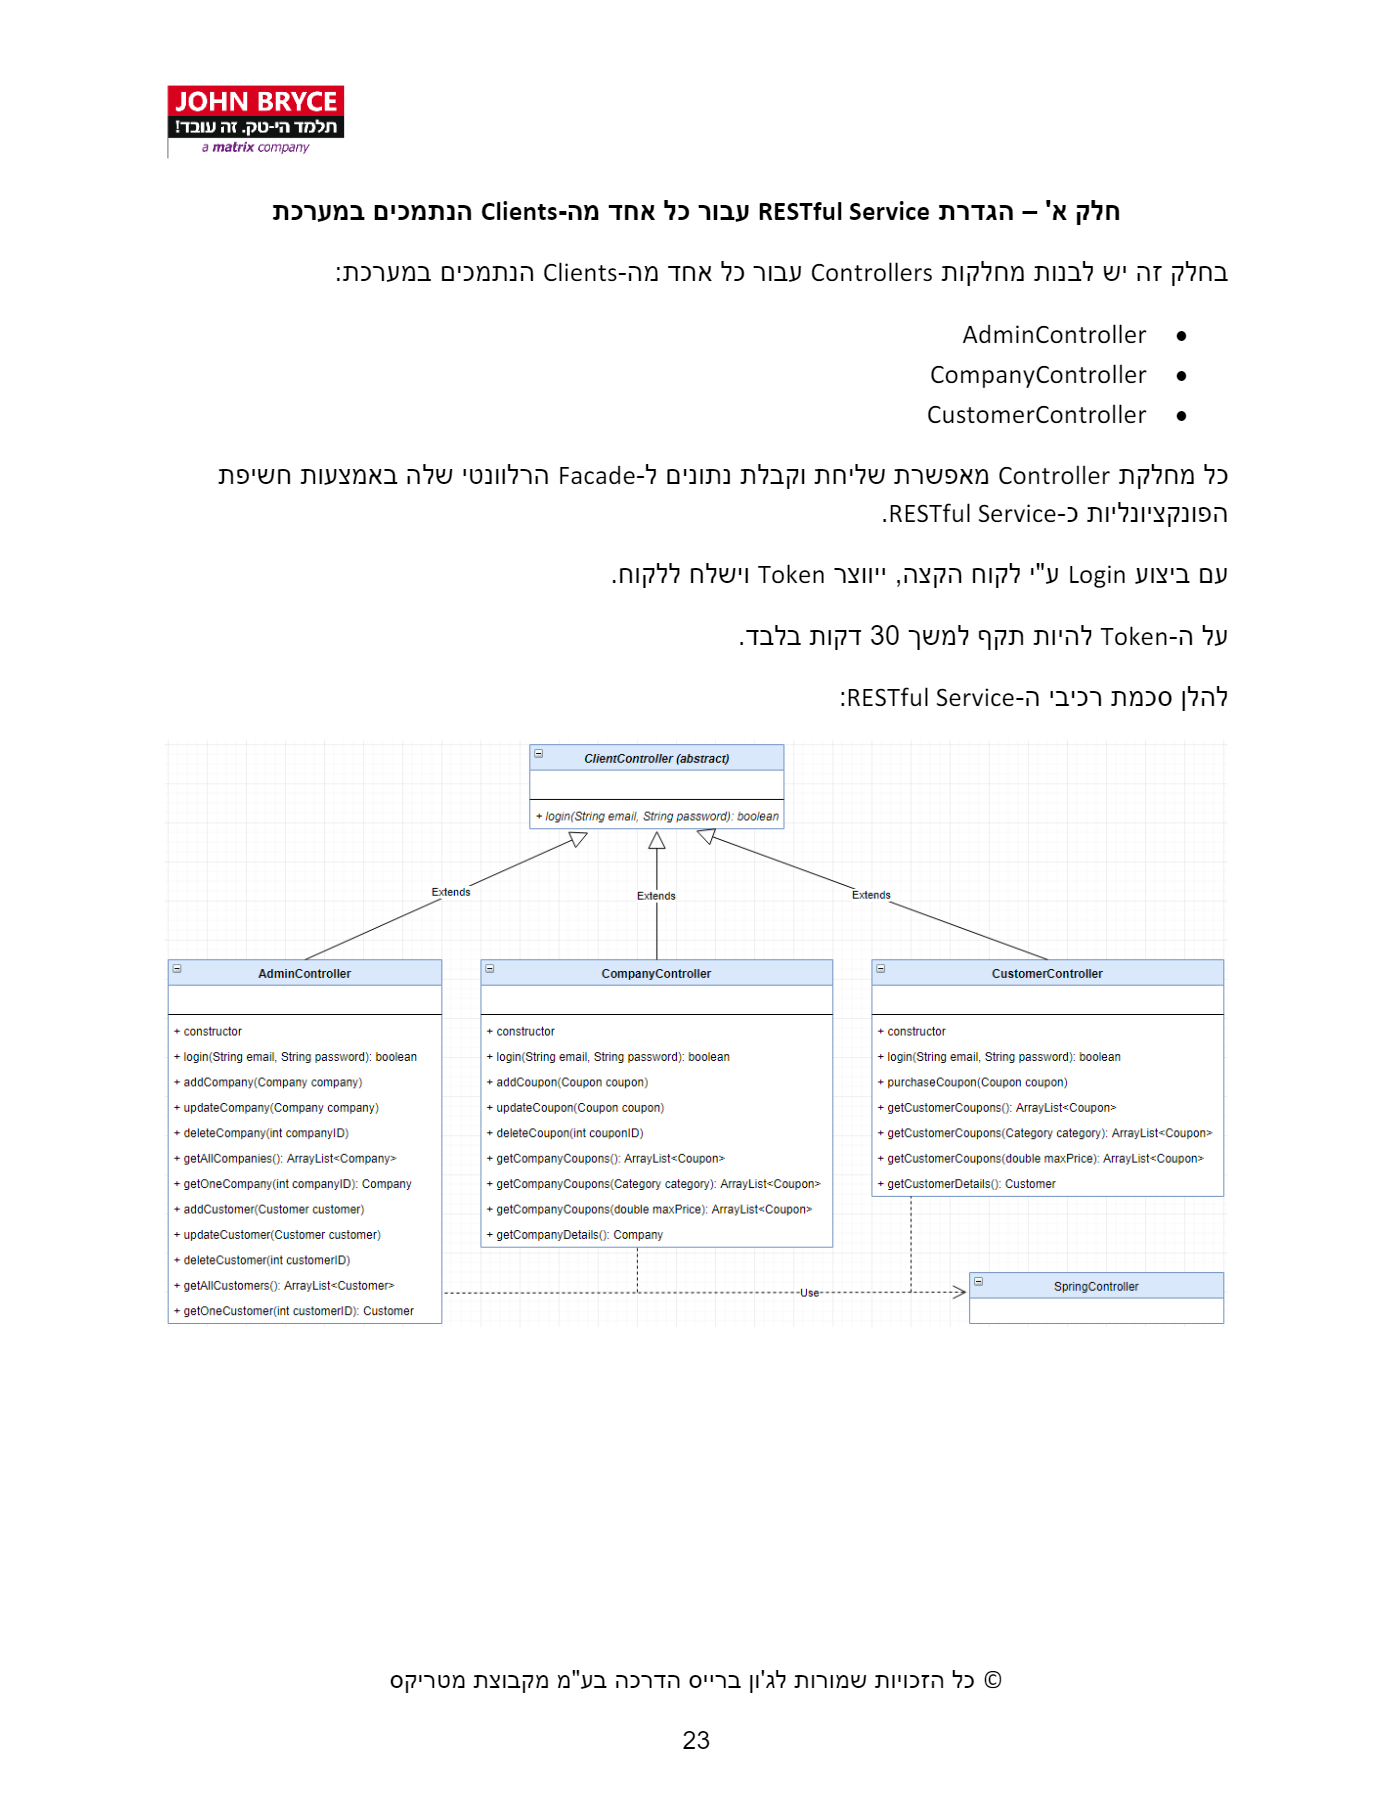 JOHN BRYCE
תלמד הי-טק. זה עובד!
a matrix company
חלק א' – הגדרת RESTful Service עבור כל אחד מה-Clients הנתמכים במערכת
בחלק זה יש לבנות מחלקות Controllers עבור כל אחד מה-Clients הנתמכים במערכת:
• AdminController
• CompanyController
• CustomerController
כל מחלקת Controller מאפשרת שליחת וקבלת נתונים ל-Facade הרלוונטי שלה באמצעות חשיפת
הפונקציונליות כ-RESTful Service.
עם ביצוע Login ע"י לקוח הקצה, ייווצר Token וישלח ללקוח.
על ה-Token להיות תקף למשך 30 דקות בלבד.
להלן סכמת רכיבי ה-RESTful Service:
ClientController (abstract)
+ login(String email, String password): boolean
Extends
Extends
Extends
AdminController
+ constructor
+ login(String email, String password): boolean
+ addCompany(Company company)
+ updateCompany(Company company)
+ deleteCompany(int companyID)
+ getAllCompanies(): ArrayList<Company>
+ getOneCompany(int companyID): Company
+ addCustomer(Customer customer)
+ updateCustomer(Customer customer)
+ deleteCustomer(int customerID)
+ getAllCustomers(): ArrayList<Customer>
+ getOneCustomer(int customerID): Customer
CompanyController
+ constructor
+ login(String email, String password): boolean
+ addCoupon(Coupon coupon)
+ updateCoupon(Coupon coupon)
+ deleteCoupon(int couponID)
+ getCompanyCoupons(): ArrayList<Coupon>
+ getCompanyCoupons(Category category): ArrayList<Coupon>
+ getCompanyCoupons(double maxPrice): ArrayList<Coupon>
+ getCompanyDetails(): Company
CustomerController
+ constructor
+ login(String email, String password): boolean
+ purchaseCoupon(Coupon coupon)
+ getCustomerCoupons(): ArrayList<Coupon>
+ getCustomerCoupons(Category category): ArrayList<Coupon>
+ getCustomerCoupons(double maxPrice): ArrayList<Coupon>
+ getCustomerDetails(): Customer
Use
SpringController
© כל הזכויות שמורות לג'ון ברייס הדרכה בע"מ מקבוצת מטריקס
23